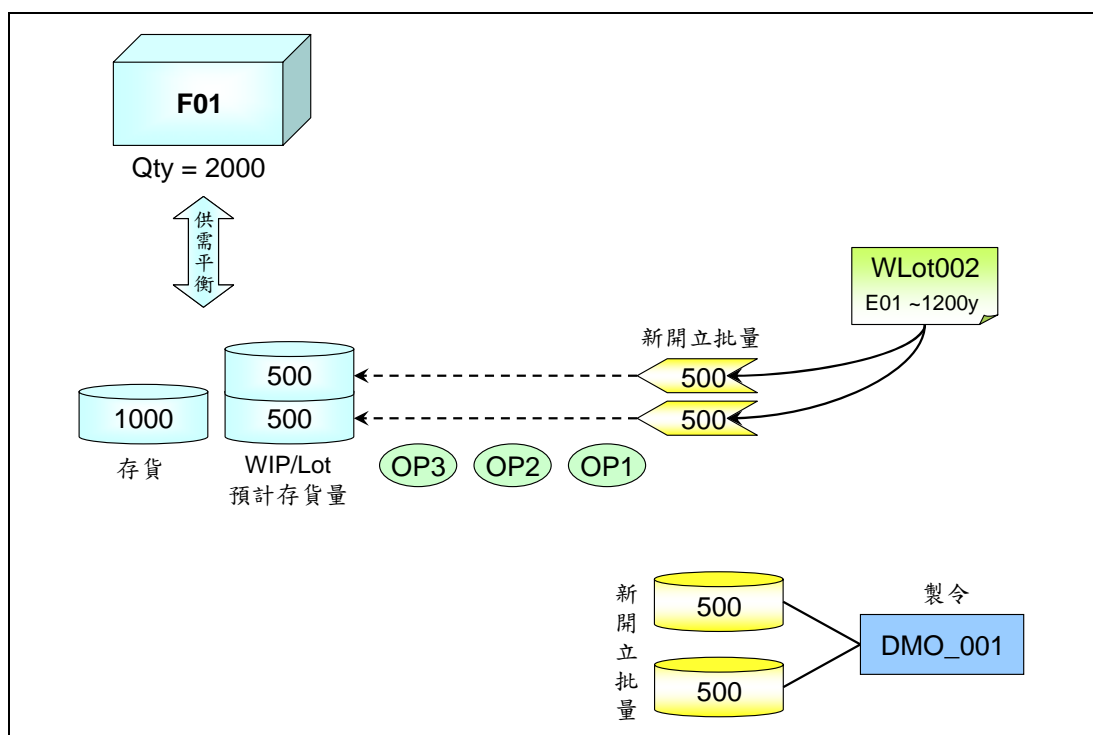 F01
Qty = 2000
供需平衡
WLot002
E01 ~1200y
新開立批量
500
500
500
500
1000
存貨
WIP/Lot
預計存貨量
OP3
OP2
OP1
新開立批量
500
500
製令
DMO_001